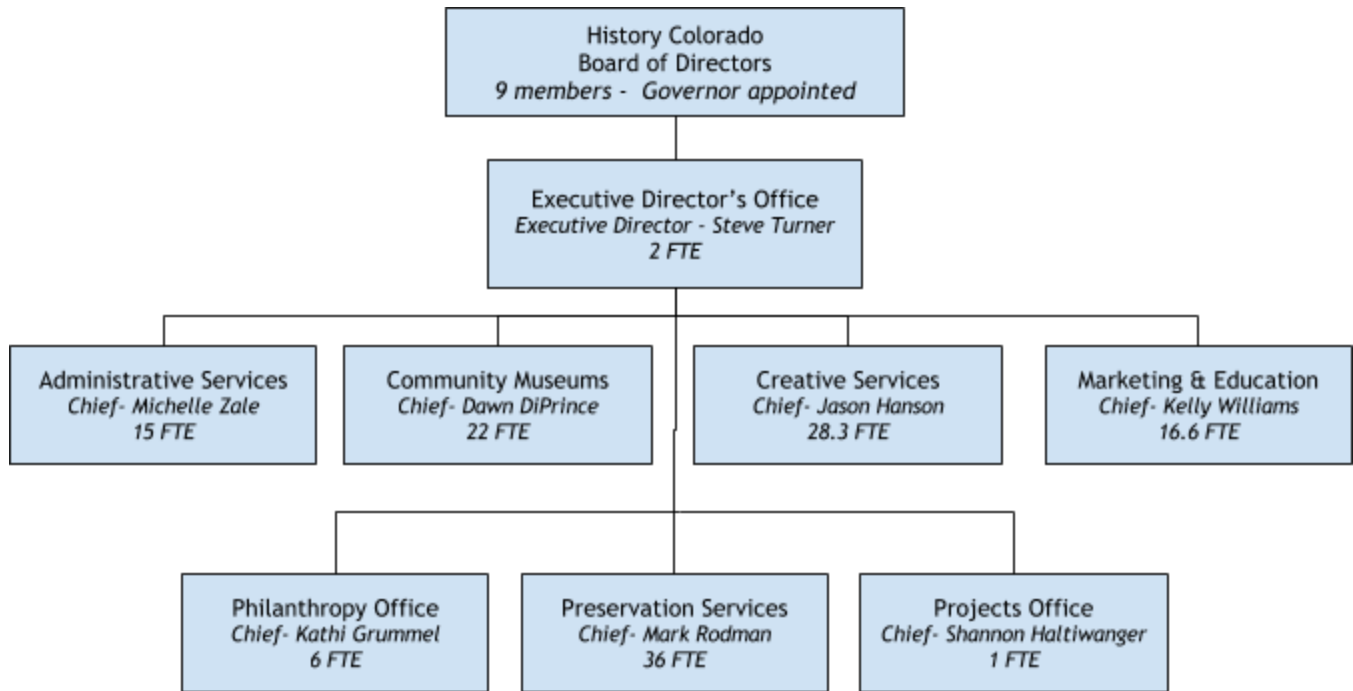 History Colorado
Board of Directors
9 members - Governor appointed
Executive Director's Office
Executive Director - Steve Turner
2 FTE
Administrative Services
Chief- Michelle Zale
15 FTE
Community Museums
Chief- Dawn DiPrince
22 FTE
Creative Services
Chief- Jason Hanson
28.3 FTE
Marketing & Education
Chief- Kelly Williams
16.6 FTE
Philanthropy Office
Chief- Kathi Grummel
6 FTE
Preservation Services
Chief- Mark Rodman
36 FTE
Projects Office
Chief- Shannon Haltiwanger
1 FTE